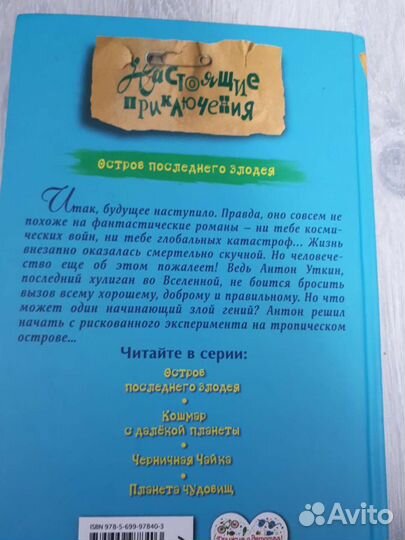 Настоящие
приключения
Остров последнего злодея
Итак, будущее наступило. Правда, оно совсем не
похоже на фантастические романы – ни тебе косми-
ческих войн, ни тебе глобальных катастроф... Жизнь
внезапно оказалась смертельно скучной. Но человече-
ство еще об этом пожалеет! Ведь Антон Уткин,
последний хулиган во Вселенной, не боится бросить
вызов всему хорошему, доброму и правильному. Но что
может один начинающий злой гений? Антон решил
начать с рискованного эксперимента на тропическом
острове...
Читайте в серии:
Остров
последнего злодея
•
Кошмар
с далёкой планеты
•
Черничная Чайка
•
Планета чудовищ
ISBN 978-5-699-97840-3
Avito